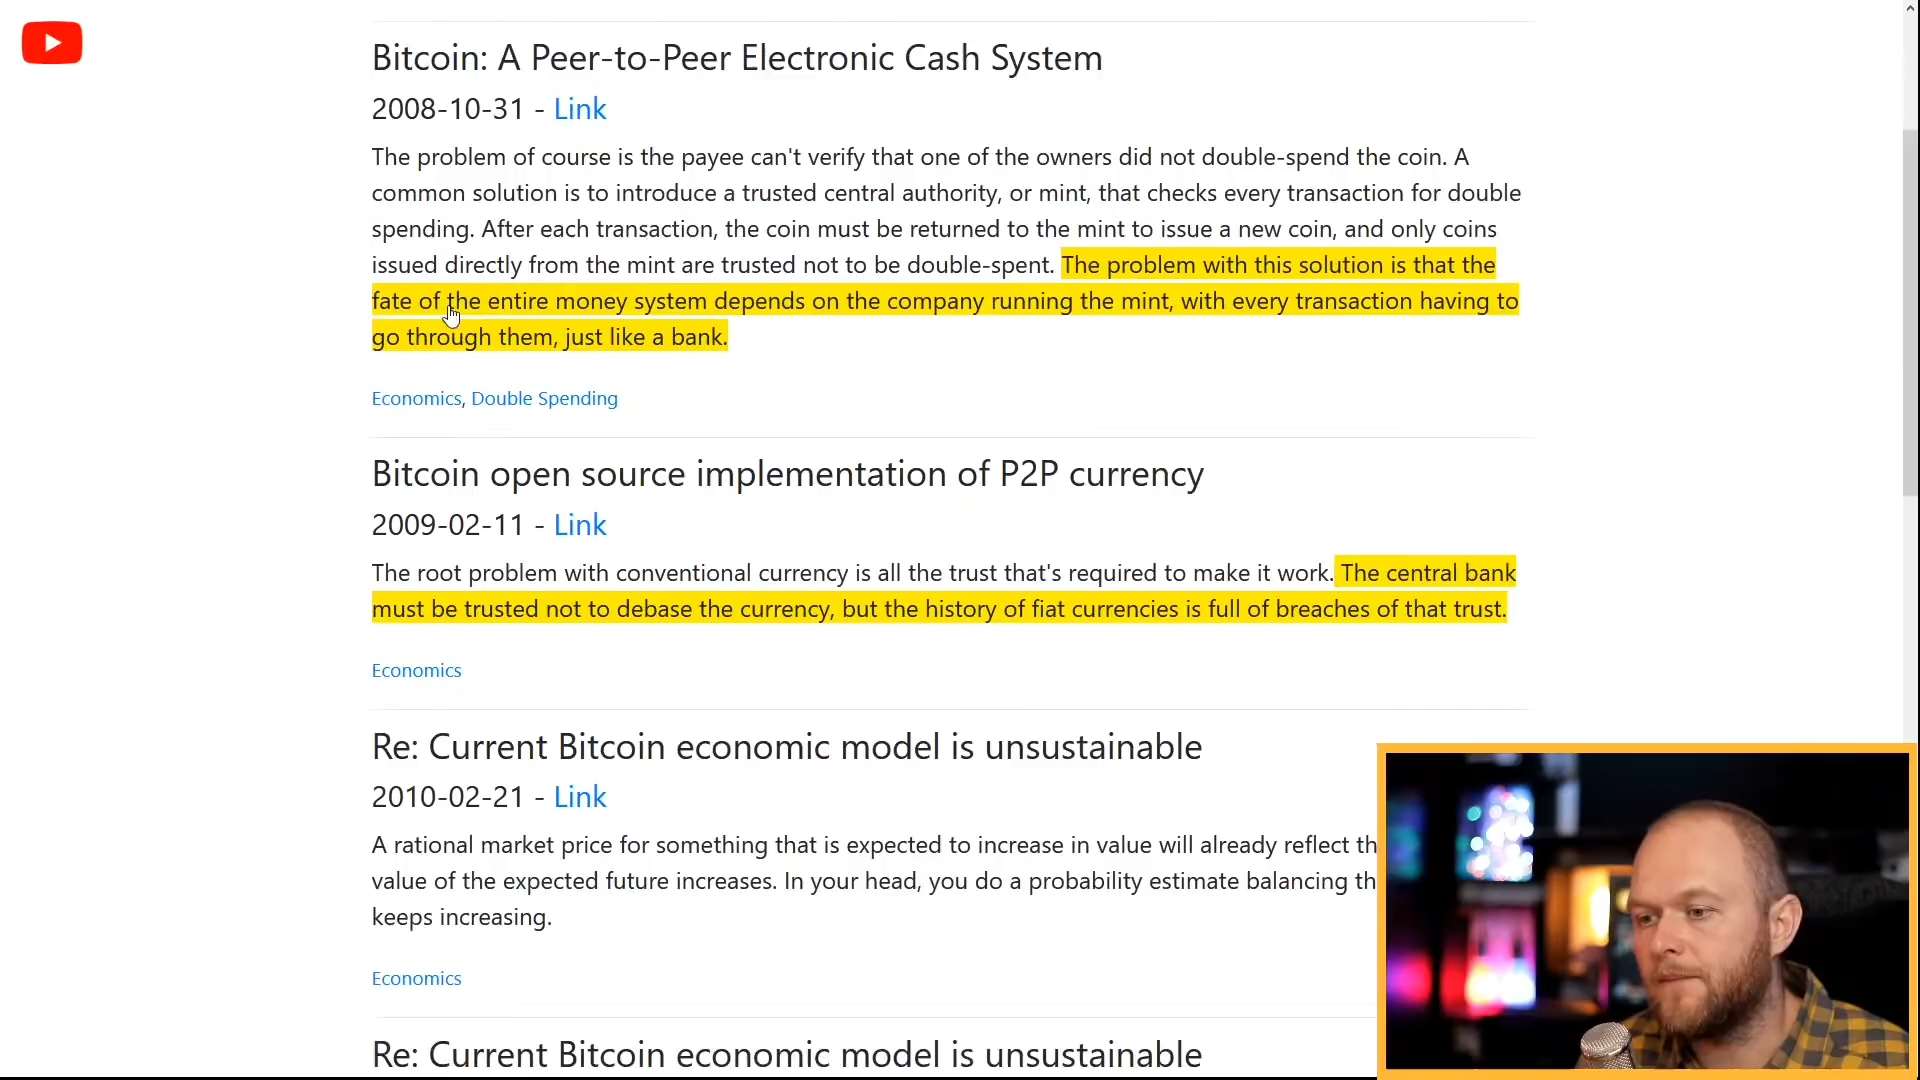 Bitcoin: A Peer-to-Peer Electronic Cash System
2008-10-31 - Link
The problem of course is the payee can't verify that one of the owners did not double-spend the coin. A
common solution is to introduce a trusted central authority, or mint, that checks every transaction for double
spending. After each transaction, the coin must be returned to the mint to issue a new coin, and only coins
issued directly from the mint are trusted not to be double-spent. The problem with this solution is that the
fate of the entire money system depends on the company running the mint, with every transaction having to
go through them, just like a bank.
Economics, Double Spending
Bitcoin open source implementation of P2P currency
2009-02-11 - Link
The root problem with conventional currency is all the trust that's required to make it work. The central bank
must be trusted not to debase the currency, but the history of fiat currencies is full of breaches of that trust.
Economics
Re: Current Bitcoin economic model is unsustainable
2010-02-21 - Link
A rational market price for something that is expected to increase in value will already reflect th
value of the expected future increases. In your head, you do a probability estimate balancing th
keeps increasing.
Economics
Re: Current Bitcoin economic model is unsustainable